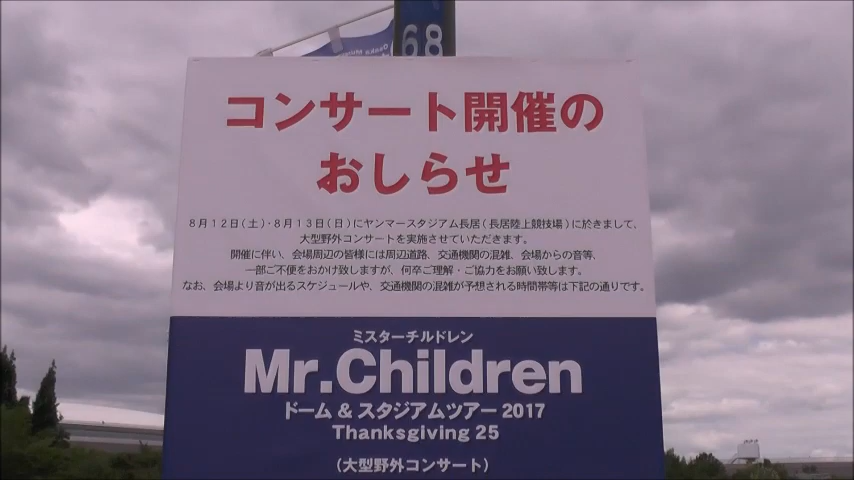 68
コンサート開催の
おしらせ
8月12日(土)・8月13日(日)にヤンマースタジアム長居(長居陸上競技場)に於きまして、
大型野外コンサートを実施させていただきます。
開催に伴い、会場周辺の皆様には周辺道路、交通機関の混雑、会場からの音等、
一部ご不便をおかけ致しますが、何卒ご理解・ご協力をお願い致します。
なお、会場より音が出るスケジュールや、交通機関の混雑が予想される時間帯等は下記の通りです。
ミスターチルドレン
Mr.Children
ドーム & スタジアムツアー 2017
Thanksgiving 25
(大型野外コンサート)